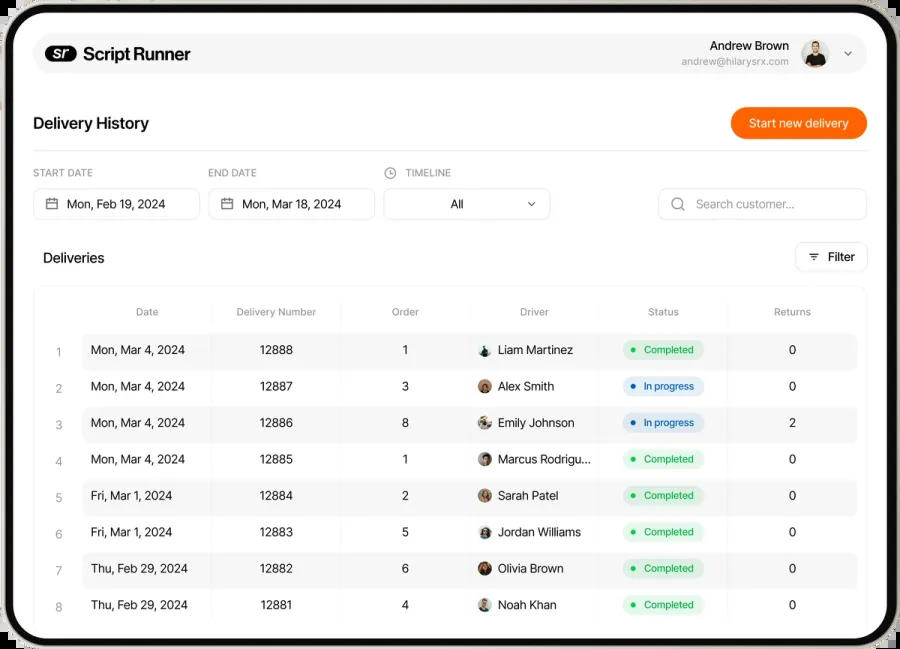 sr Script Runner
Andrew Brown
andrew@hilarysrx.com
Delivery History
Start new delivery
START DATE
END DATE
TIMELINE
Mon, Feb 19, 2024
Mon, Mar 18, 2024
All
Search customer...
Deliveries
Filter
Date Delivery Number Order Driver Status Returns
1 Mon, Mar 4, 2024 12888 1 Liam Martinez Completed 0
2 Mon, Mar 4, 2024 12887 3 Alex Smith In progress 0
3 Mon, Mar 4, 2024 12886 8 Emily Johnson In progress 2
4 Mon, Mar 4, 2024 12885 1 Marcus Rodrigu... Completed 0
5 Fri, Mar 1, 2024 12884 2 Sarah Patel Completed 0
6 Fri, Mar 1, 2024 12883 5 Jordan Williams Completed 0
7 Thu, Feb 29, 2024 12882 6 Olivia Brown Completed 0
8 Thu, Feb 29, 2024 12881 4 Noah Khan Completed 0